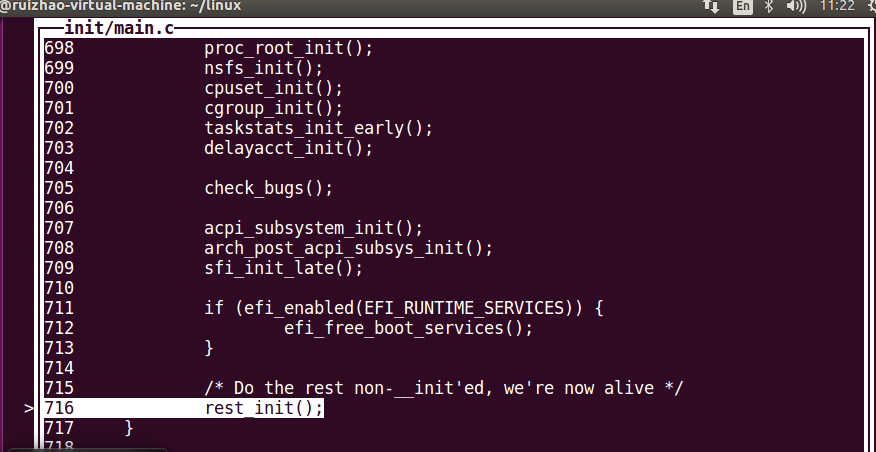 @ruizhao-virtual-machine: ~/linux En 11:22
init/main.c
698 proc_root_init();
699 nsfs_init();
700 cpuset_init();
701 cgroup_init();
702 taskstats_init_early();
703 delayacct_init();
704
705 check_bugs();
706
707 acpi_subsystem_init();
708 arch_post_acpi_subsys_init();
709 sfi_init_late();
710
711 if (efi_enabled(EFI_RUNTIME_SERVICES)) {
712 efi_free_boot_services();
713 }
714
715 /* Do the rest non-__init'ed, we're now alive */
>716 rest_init();
717 }
718